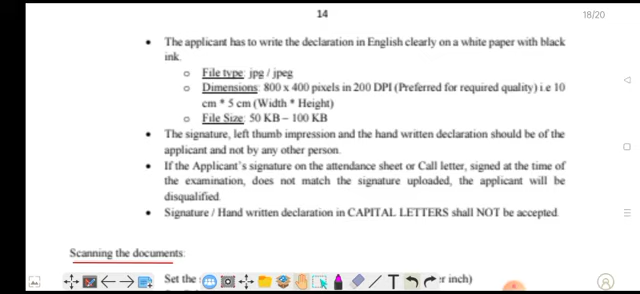 14
18/20
• The applicant has to write the declaration in English clearly on a white paper with black
ink.
o File type: jpg / jpeg
o Dimensions: 800 x 400 pixels in 200 DPI (Preferred for required quality) i.e 10
cm * 5 cm (Width * Height)
o File Size: 50 KB – 100 KB
• The signature, left thumb impression and the hand written declaration should be of the
applicant and not by any other person.
• If the Applicant's signature on the attendance sheet or Call letter, signed at the time of
the examination, does not match the signature uploaded, the applicant will be
disqualified.
• Signature / Hand written declaration in CAPITAL LETTERS shall NOT be accepted.
Scanning the documents:
Set the
er inch)